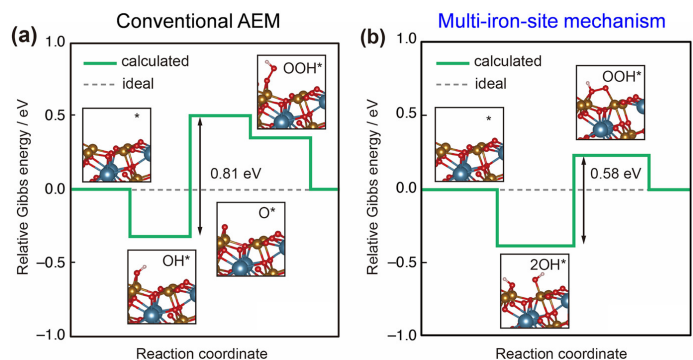 Conventional AEM
Multi-iron-site mechanism
(a)
Relative Gibbs energy / eV
1.0
0.5
0.0
−0.5
−1.0
calculated
ideal
*
OOH*
0.81 eV
O*
OH*
Reaction coordinate
(b)
Relative Gibbs energy / eV
1.0
0.5
0.0
−0.5
−1.0
calculated
ideal
*
OOH*
0.58 eV
2OH*
Reaction coordinate